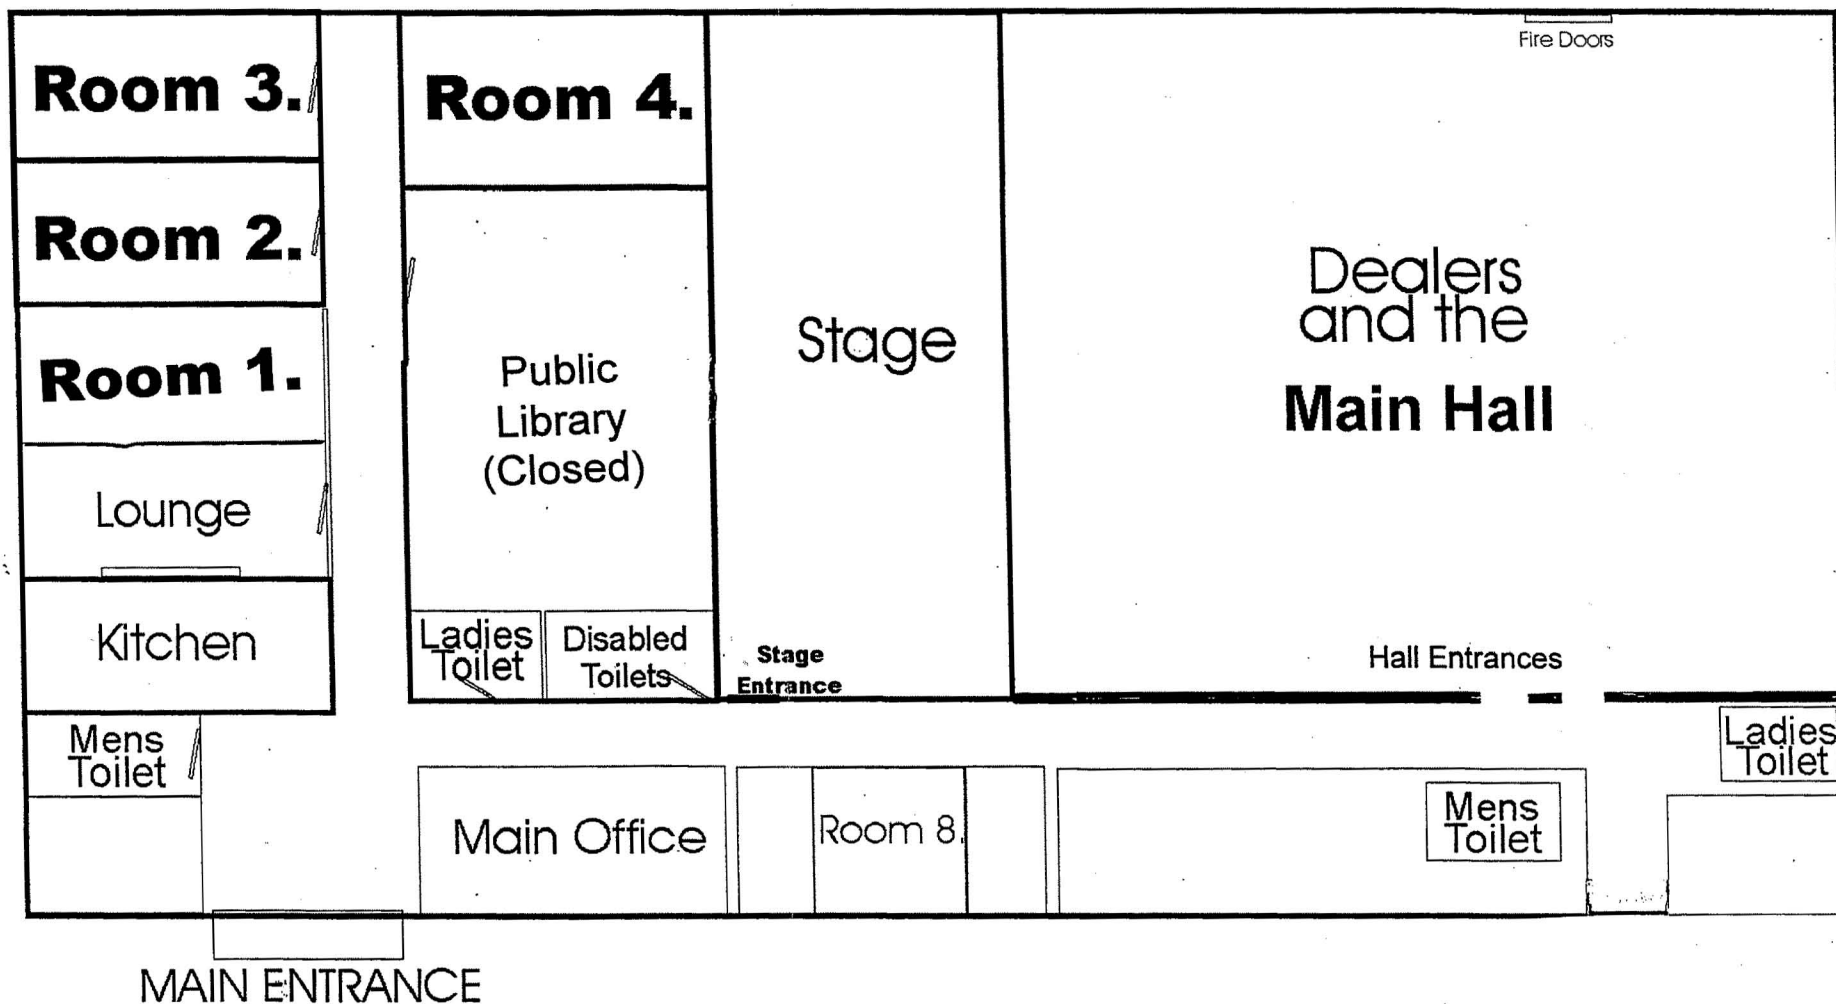 Fire Doors
Room 3.
Room 4.
Room 2.
Dealers
and the
Main Hall
Stage
Room 1.
Public
Library
(Closed)
Lounge
Kitchen
Ladies
Toilet
Disabled
Toilets
Stage
Entrance
Hall Entrances
Mens
Toilet
Ladies
Toilet
Main Office
Room 8.
Mens
Toilet
MAIN ENTRANCE